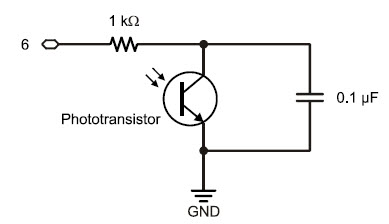 1 kΩ
6
0.1 µF
Phototransistor
GND